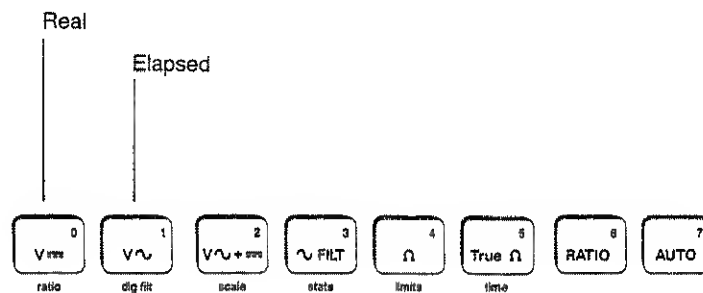 Real
Elapsed
0 1 2 3 4 5 6 7
V⎓ V∿ V∿+⎓ ∿ FILT Ω True Ω RATIO AUTO
ratio dig filt scale stats limits time